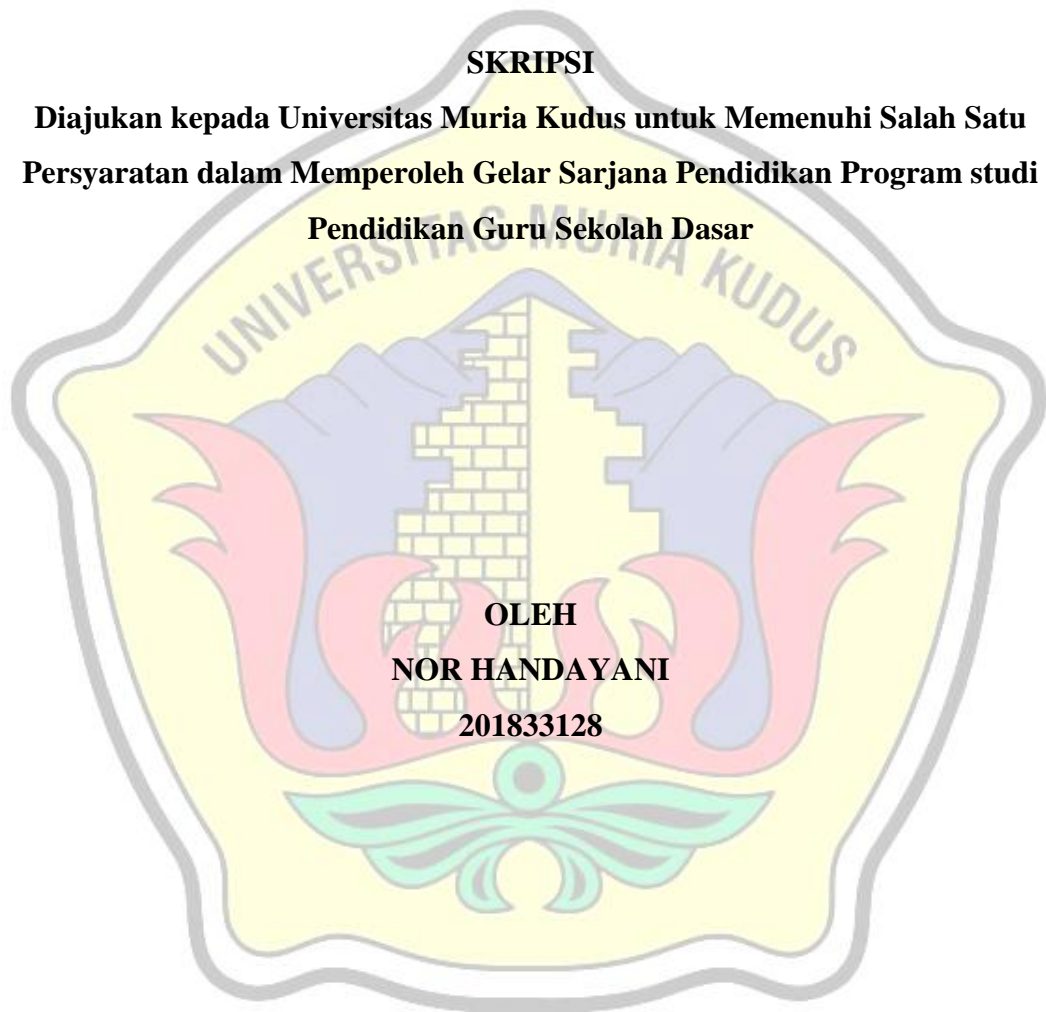 SKRIPSI
Diajukan kepada Universitas Muria Kudus untuk Memenuhi Salah Satu
Persyaratan dalam Memperoleh Gelar Sarjana Pendidikan Program studi
Pendidikan Guru Sekolah Dasar
UNIVERSITAS MURIA KUDUS
OLEH
NOR HANDAYANI
201833128